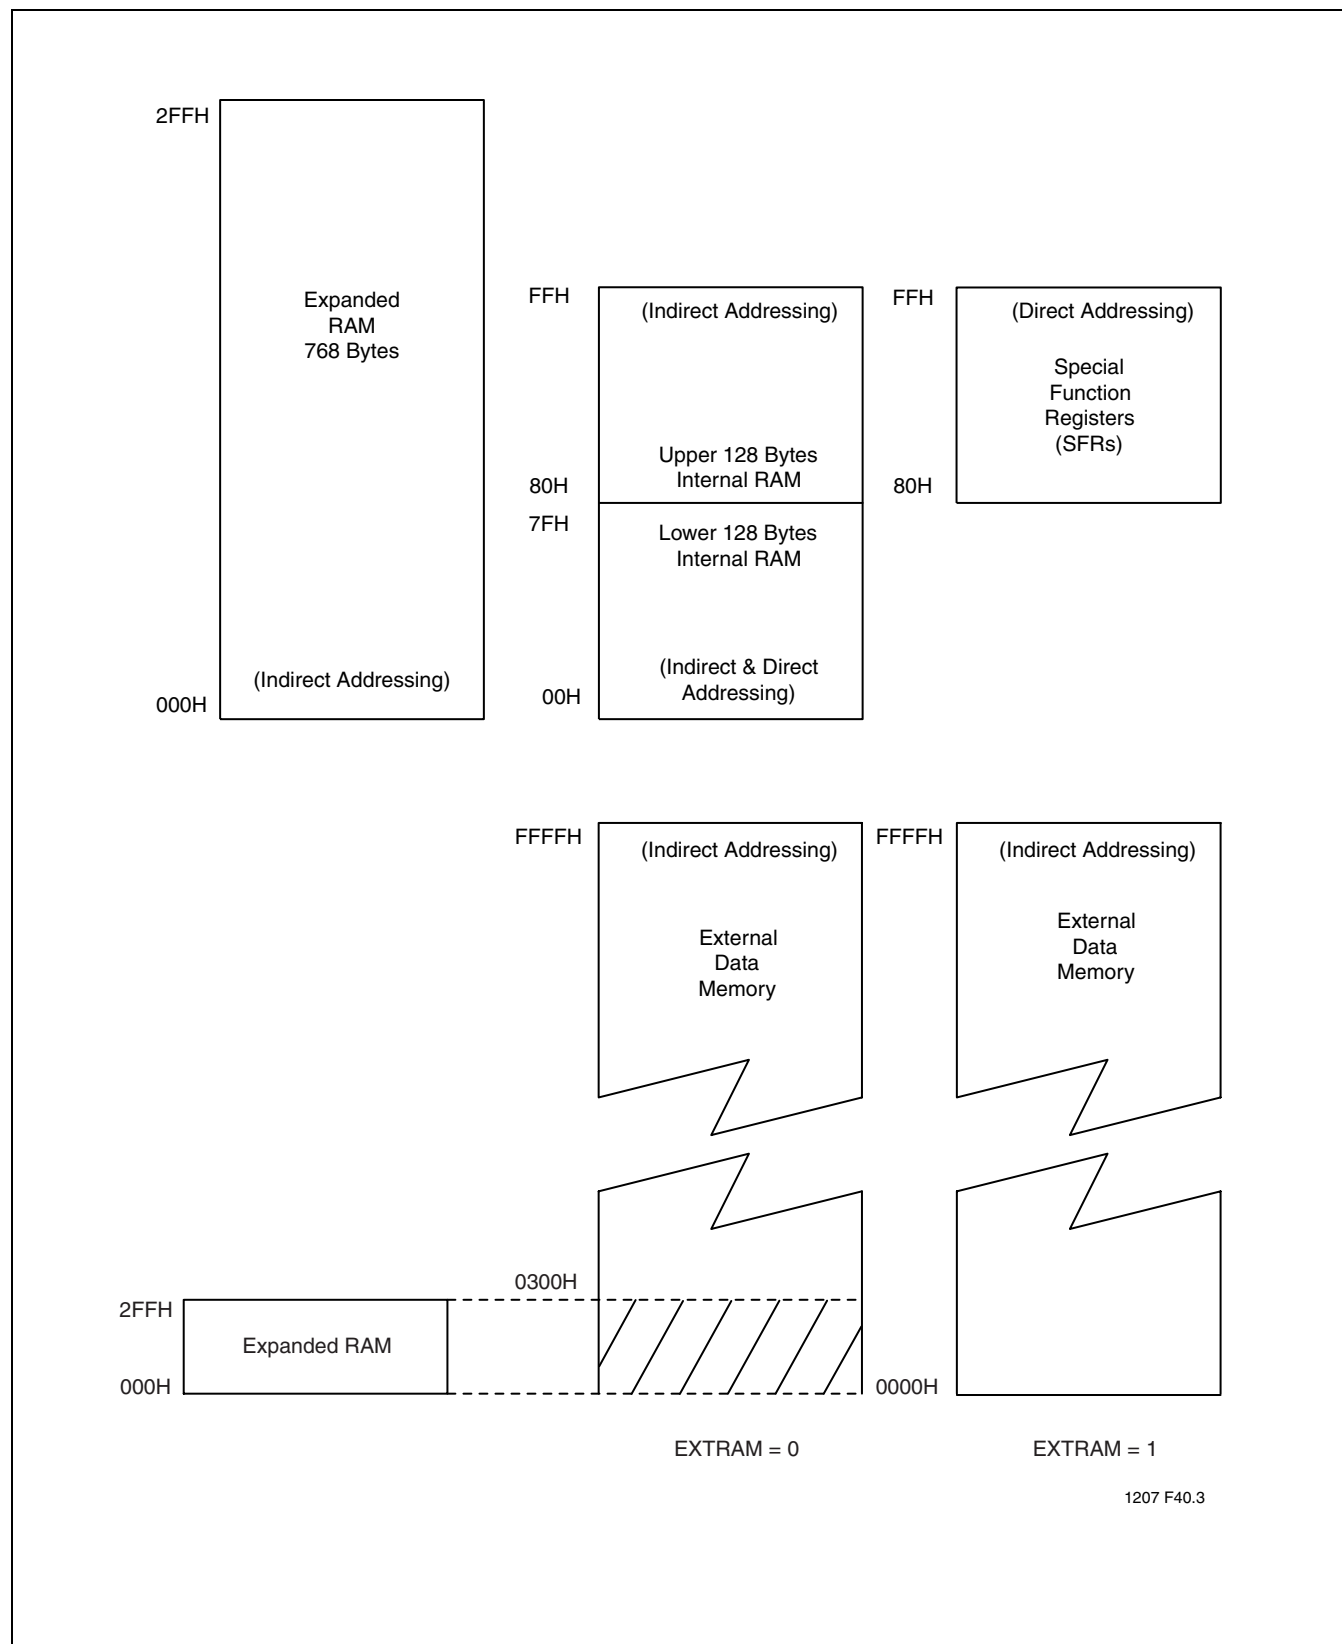 2FFH
Expanded
RAM
768 Bytes
(Indirect Addressing)
000H
FFH
(Indirect Addressing)
Upper 128 Bytes
Internal RAM
80H
7FH
Lower 128 Bytes
Internal RAM
(Indirect & Direct
Addressing)
00H
FFH
(Direct Addressing)
Special
Function
Registers
(SFRs)
80H
FFFFH
(Indirect Addressing)
External
Data
Memory
FFFFH
(Indirect Addressing)
External
Data
Memory
0300H
2FFH
Expanded RAM
000H
0000H
EXTRAM = 0
EXTRAM = 1
1207 F40.3